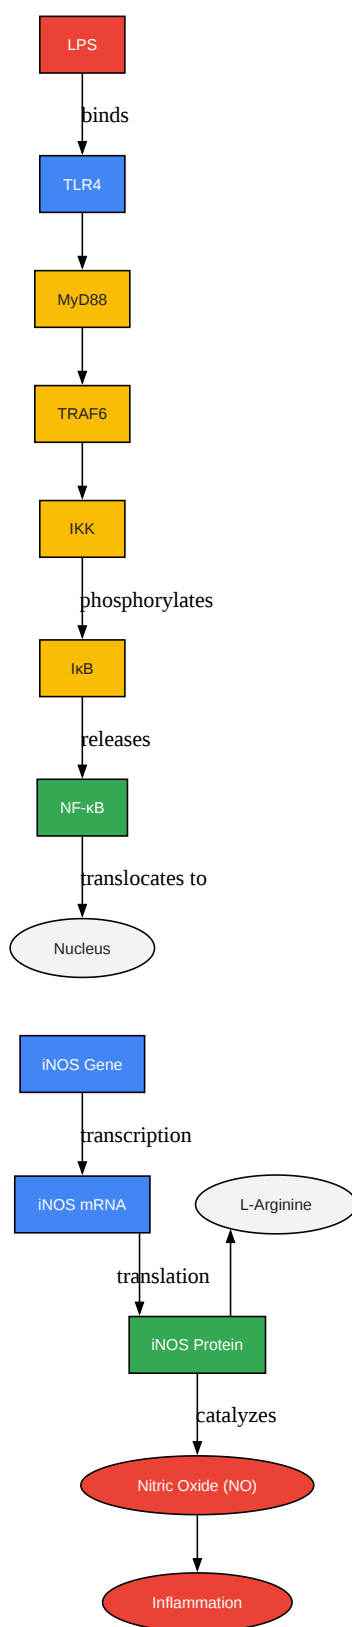 LPS
binds
TLR4
MyD88
TRAF6
IKK
phosphorylates
IκB
releases
NF-κB
translocates to
Nucleus
iNOS Gene
transcription
iNOS mRNA
L-Arginine
translation
iNOS Protein
catalyzes
Nitric Oxide (NO)
Inflammation